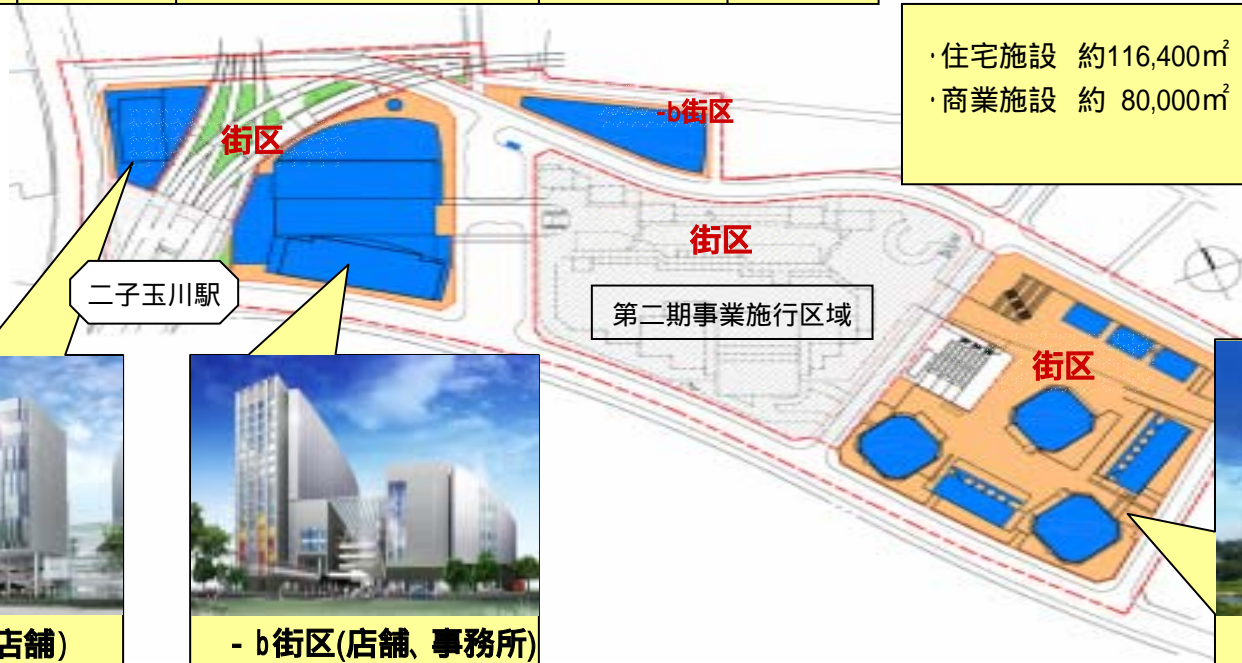 ・住宅施設 約116,400㎡
・商業施設 約 80,000㎡
-b街区
街区
街区
二子玉川駅
第二期事業施行区域
街区
店舗)
- b街区(店舗、事務所)